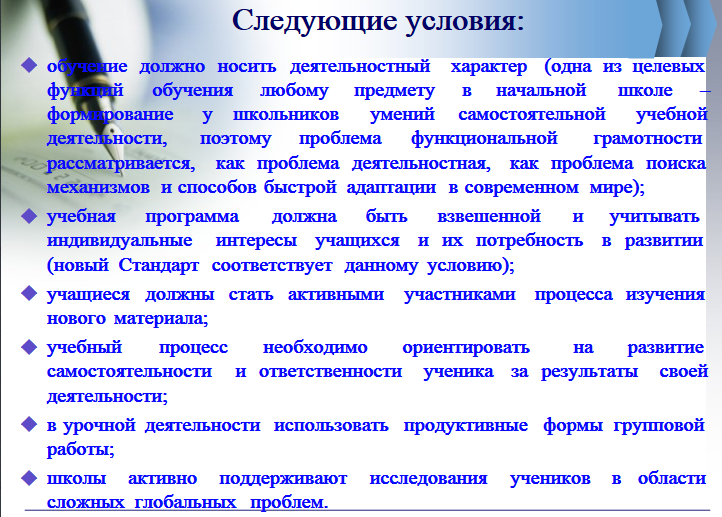 Следующие условия:
обучение должно носить деятельностный характер (одна из целевых
функций обучения любому предмету в начальной школе –
формирование у школьников умений самостоятельной учебной
деятельности, поэтому проблема функциональной грамотности
рассматривается, как проблема деятельностная, как проблема поиска
механизмов и способов быстрой адаптации в современном мире);
учебная программа должна быть взвешенной и учитывать
индивидуальные интересы учащихся и их потребность в развитии
(новый Стандарт соответствует данному условию);
учащиеся должны стать активными участниками процесса изучения
нового материала;
учебный процесс необходимо ориентировать на развитие
самостоятельности и ответственности ученика за результаты своей
деятельности;
в урочной деятельности использовать продуктивные формы групповой
работы;
школы активно поддерживают исследования учеников в области
сложных глобальных проблем.